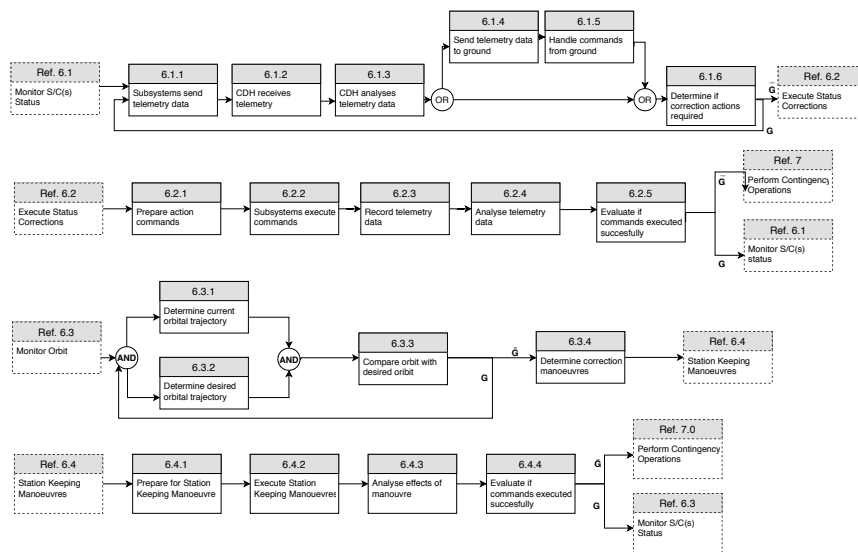 6.1.4
6.1.5
Send telemetry data
to ground
Handle commands
from ground
Ref. 6.1
6.1.1
6.1.2
6.1.3
6.1.6
Ref. 6.2
Monitor S/C(s)
Status
Subsystems send
telemetry data
CDH receives
telemetry
CDH analyses
telemetry data
OR
OR
Determine if
correction actions
required
G̅
Execute Status
Corrections
G
Ref. 6.2
6.2.1
6.2.2
6.2.3
6.2.4
6.2.5
Ref. 7
Execute Status
Corrections
Prepare action
commands
Subsystems execute
commands
Record telemetry
data
Analyse telemetry
data
Evaluate if
commands executed
succesfully
G̅
Perform Contingency
Operations
Ref. 6.1
Monitor S/C(s)
status
G
6.3.1
Determine current
orbital trajectory
Ref. 6.3
6.3.3
6.3.4
Ref. 6.4
Monitor Orbit
AND
AND
6.3.2
Determine desired
orbital trajectory
Compare orbit with
desired oribit
G̅
G
Determine correction
manoeuvres
Station Keeping
Manoeuvres
Ref. 6.4
6.4.1
6.4.2
6.4.3
6.4.4
Ref. 7.0
Station Keeping
Manoeuvres
Prepare for Station
Keeping Manoeuvre
Execute Station
Keeping Manouevres
Analyse effects of
manouvre
Evaluate if
commands executed
succesfully
G̅
Perform Contingency
Operations
G
Ref. 6.3
Monitor S/C(s)
Status